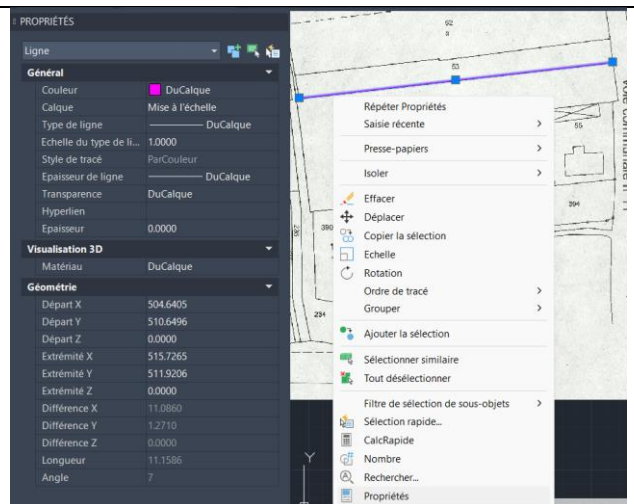 PROPRIÉTÉS
Ligne
Général
Couleur DuCalque
Calque Mise à l'échelle
Type de ligne DuCalque
Echelle du type de li... 1.0000
Style de tracé ParCouleur
Epaisseur de ligne DuCalque
Transparence DuCalque
Hyperlien
Epaisseur 0.0000
Visualisation 3D
Matériau DuCalque
Géométrie
Départ X 504.6405
Départ Y 510.6496
Départ Z 0.0000
Extrémité X 515.7265
Extrémité Y 511.9206
Extrémité Z 0.0000
Différence X 11.0860
Différence Y 1.2710
Différence Z 0.0000
Longueur 11.1586
Angle 7
92
53
55
204
390
234
Voie communale
Y
Répéter Propriétés
Saisie récente
Presse-papiers
Isoler
Effacer
Déplacer
Copier la sélection
Echelle
Rotation
Ordre de tracé
Grouper
Ajouter la sélection
Sélectionner similaire
Tout désélectionner
Filtre de sélection de sous-objets
Sélection rapide...
CalcRapide
Nombre
Rechercher...
Propriétés